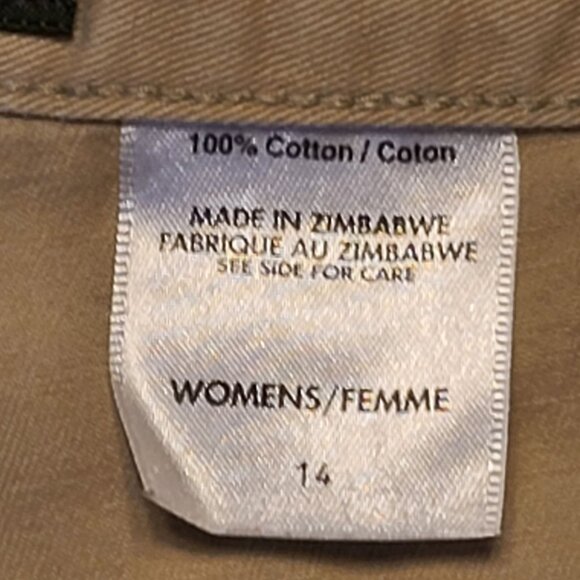 100% Cotton / Coton
MADE IN ZIMBABWE
FABRIQUE AU ZIMBABWE
SEE SIDE FOR CARE
WOMENS/FEMME
14